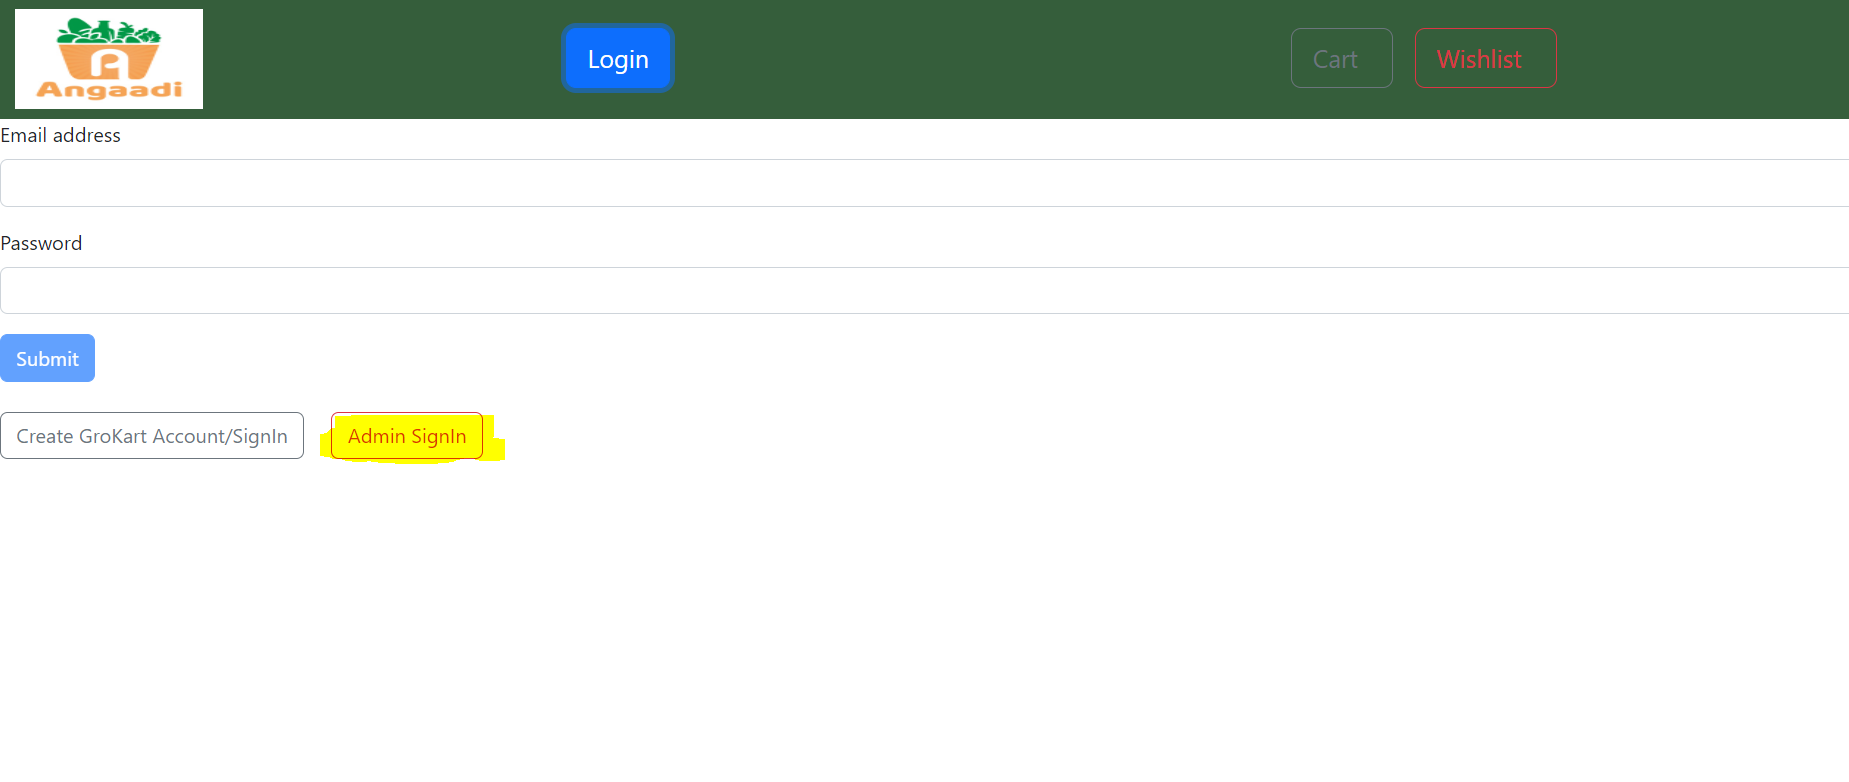 Angaadi
Login
Cart
Wishlist
Email address
Password
Submit
Create GroKart Account/SignIn
Admin SignIn